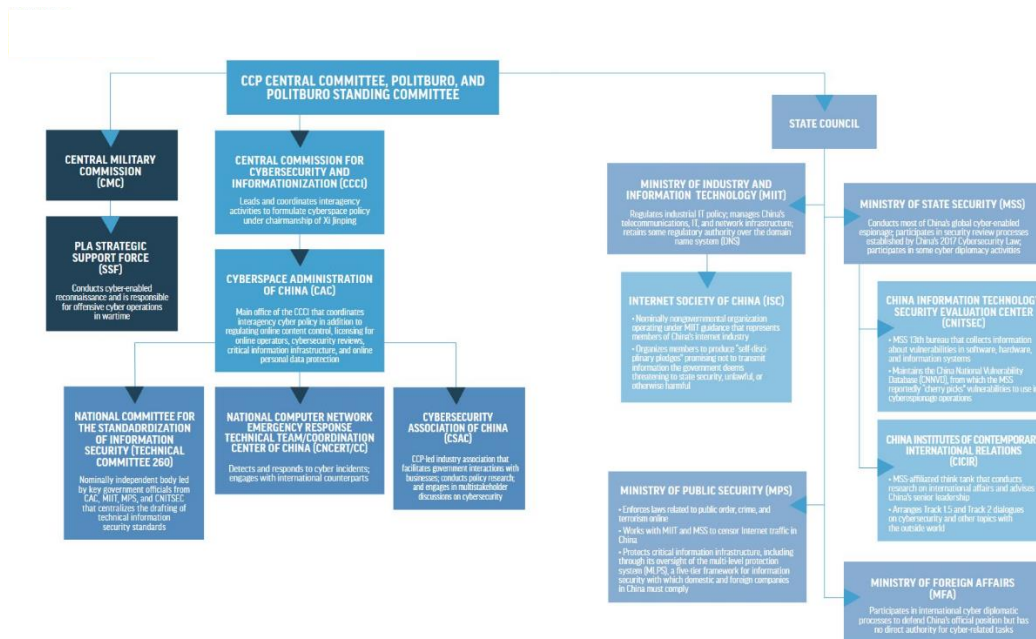 CCP CENTRAL COMMITTEE, POLITBURO, AND
POLITBURO STANDING COMMITTEE
CENTRAL MILITARY
COMMISSION
(CMC)
PLA STRATEGIC
SUPPORT FORCE
(SSF)
Conducts cyber-enabled
reconnaissance and is responsible
for offensive cyber operations
in wartime
CENTRAL COMMISSION FOR
CYBERSECURITY AND
INFORMATIONIZATION (CCCI)
Leads and coordinates interagency
activities to formulate cyberspace policy
under chairmanship of Xi Jinping
CYBERSPACE ADMINISTRATION
OF CHINA (CAC)
Main office of the CCCI that coordinates
interagency cyber policy in addition to
regulating online content control, licensing for
online operators, cybersecurity reviews,
critical information infrastructure, and online
personal data protection
NATIONAL COMMITTEE FOR
THE STANDADRDIZATION OF
INFORMATION
SECURITY (TECHNICAL
COMMITTEE 260)
Nominally independent body led
by key government officials from
CAC, MIIT, MPS, and CNITSEC
that centralizes the drafting of
technical information
security standards
NATIONAL COMPUTER NETWORK
EMERGENCY RESPONSE
TECHNICAL TEAM/COORDINATION
CENTER OF CHINA (CNCERT/CC)
Detects and responds to cyber incidents;
engages with international counterparts
CYBERSECURITY
ASSOCIATION OF CHINA
(CSAC)
CCP-led industry association that
facilitates government interactions with
businesses; conducts policy research;
and engages in multistakeholder
discussions on cybersecurity
STATE COUNCIL
MINISTRY OF INDUSTRY AND
INFORMATION TECHNOLOGY (MIIT)
Regulates industrial IT policy; manages China's
telecommunications, IT, and network infrastructure;
retains some regulatory authority over the domain
name system (DNS)
INTERNET SOCIETY OF CHINA (ISC)
• Nominally nongovernmental organization
operating under MIIT guidance that represents
members of China's internet industry
• Organizes members to produce "self-disci-
plinary pledges" promising not to transmit
information the government deems
threatening to state security, unlawful, or
otherwise harmful
MINISTRY OF PUBLIC SECURITY (MPS)
• Enforces laws related to public order, crime, and
terrorism online
• Works with MIIT and MSS to censor Internet traffic in
China
• Protects critical information infrastructure, including
through its oversight of the multi-level protection
system (MLPS), a five-tier framework for information
security with which domestic and foreign companies
in China must comply
MINISTRY OF STATE SECURITY (MSS)
Conducts most of China's global cyber-enabled
espionage; participates in security review processes
established by China's 2017 Cybersecurity Law;
participates in some cyber diplomacy activities
CHINA INFORMATION TECHNOLOG
SECURITY EVALUATION CENTER
(CNITSEC)
• MSS 13th bureau that collects information
about vulnerabilities in software, hardware,
and information systems
• Maintains the China National Vulnerability
Database (CNNVD), from which the MSS
reportedly "cherry picks" vulnerabilities to use in
cyberespionage operations
CHINA INSTITUTES OF CONTEMPORAR
INTERNATIONAL RELATIONS
(CICIR)
• MSS-affiliated think tank that conducts
research on international affairs and advises
China's senior leadership
• Arranges Track 1.5 and Track 2 dialogues
on cybersecurity and other topics with
the outside world
MINISTRY OF FOREIGN AFFAIRS
(MFA)
Participates in international cyber diplomatic
processes to defend China's official position but has
no direct authority for cyber-related tasks